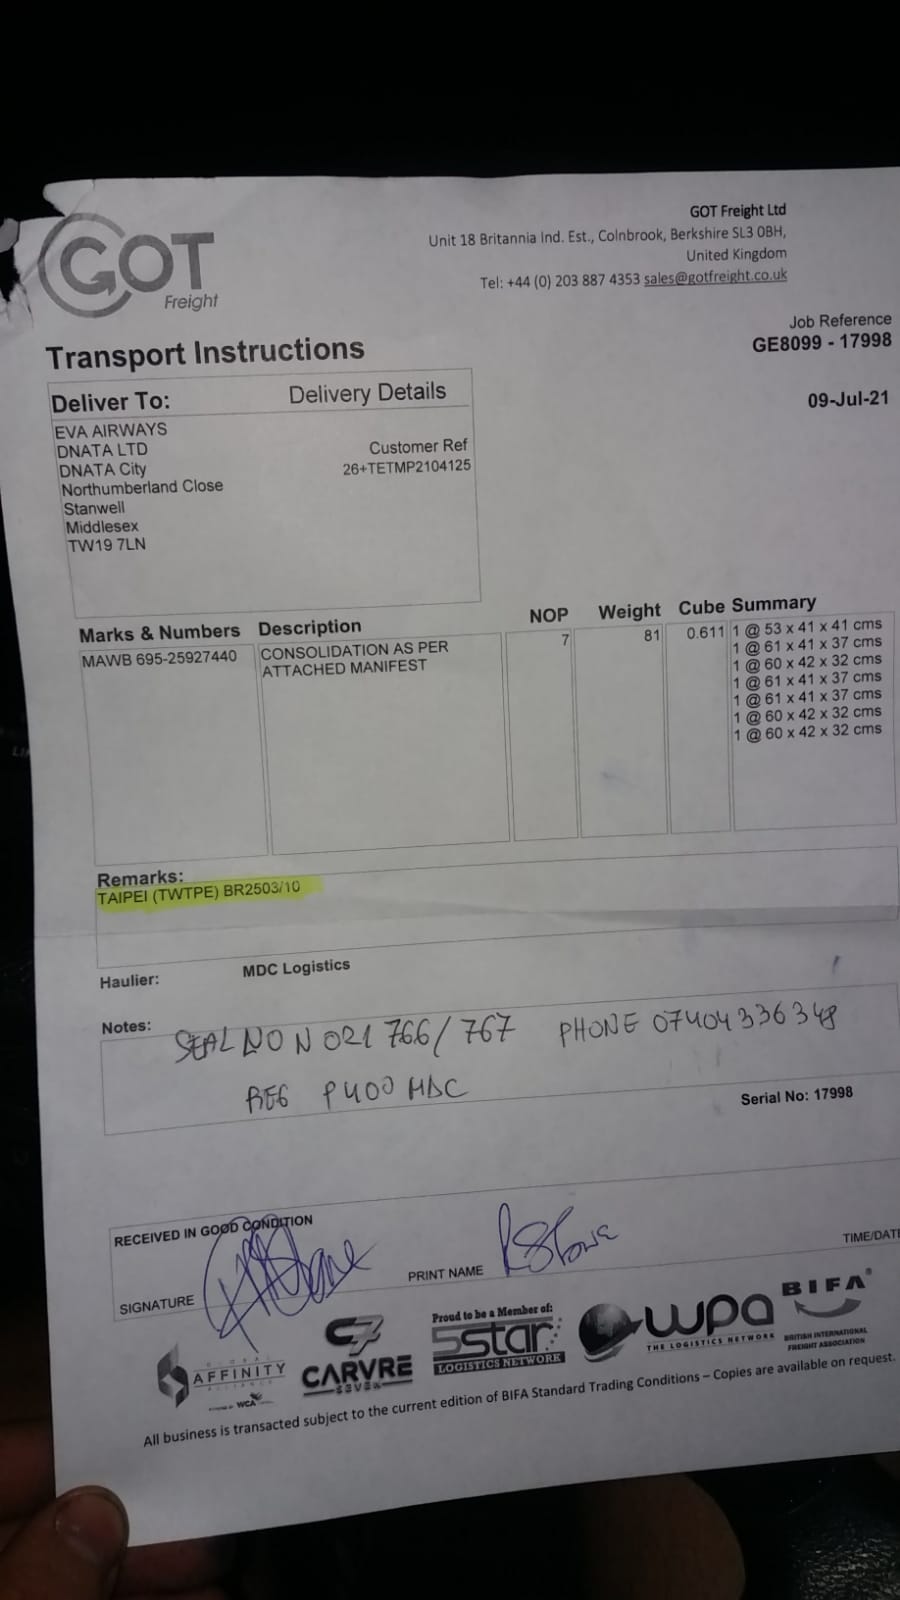 GOT
Freight
GOT Freight Ltd
Unit 18 Britannia Ind. Est., Colnbrook, Berkshire SL3 0BH,
United Kingdom
Tel: +44 (0) 203 887 4353 sales@gotfreight.co.uk
Job Reference
GE8099 - 17998
09-Jul-21
Transport Instructions
Deliver To: Delivery Details
EVA AIRWAYS
DNATA LTD Customer Ref
DNATA City 26+TETMP2104125
Northumberland Close
Stanwell
Middlesex
TW19 7LN
Marks & Numbers Description NOP Weight Cube Summary
MAWB 695-25927440 CONSOLIDATION AS PER 7 81 0.611 1 @ 53 x 41 x 41 cms
ATTACHED MANIFEST 1 @ 61 x 41 x 37 cms
1 @ 60 x 42 x 32 cms
1 @ 61 x 41 x 37 cms
1 @ 61 x 41 x 37 cms
1 @ 60 x 42 x 32 cms
1 @ 60 x 42 x 32 cms
Remarks:
TAIPEI (TWTPE) BR2503/10
Haulier: MDC Logistics
Notes:
SEAL NO N 021 766/767 PHONE 07404336348
REG P400 MDC
Serial No: 17998
RECEIVED IN GOOD CONDITION
SIGNATURE PRINT NAME TIME/DATE
AFFINITY
WCA
C7
CARVRE
SEVEN
Proud to be a Member of:
5star
LOGISTICS NETWORK
wpa
THE LOGISTICS NETWORK
BIFA
BRITISH INTERNATIONAL
FREIGHT ASSOCIATION
All business is transacted subject to the current edition of BIFA Standard Trading Conditions – Copies are available on request.